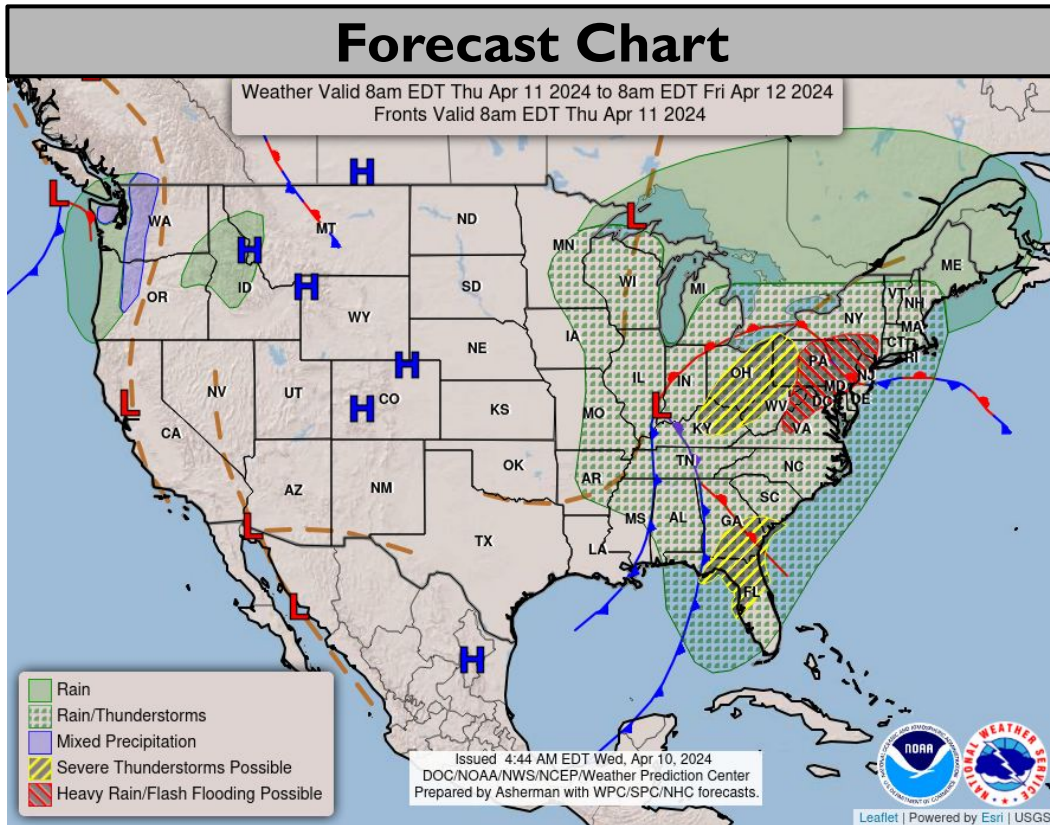 Forecast Chart
Weather Valid 8am EDT Thu Apr 11 2024 to 8am EDT Fri Apr 12 2024
Fronts Valid 8am EDT Thu Apr 11 2024
L
H
L
WA
MT
ND
MN
L
ME
H
OR
ID
H
SD
WI
MI
VT
NH
WY
IA
NY
MA
CT
RI
H
NE
IL
IN
OH
PA
NJ
NV
UT
H
CO
KS
MO
L
KY
WV
MD
DC
DE
VA
L
CA
TN
NC
OK
AR
AZ
NM
MS
AL
GA
SC
L
TX
LA
FL
L
H
Rain
Rain/Thunderstorms
Mixed Precipitation
Severe Thunderstorms Possible
Heavy Rain/Flash Flooding Possible
Issued 4:44 AM EDT Wed, Apr 10, 2024
DOC/NOAA/NWS/NCEP/Weather Prediction Center
Prepared by Asherman with WPC/SPC/NHC forecasts.
NOAA
NATIONAL WEATHER SERVICE
Leaflet | Powered by Esri | USGS